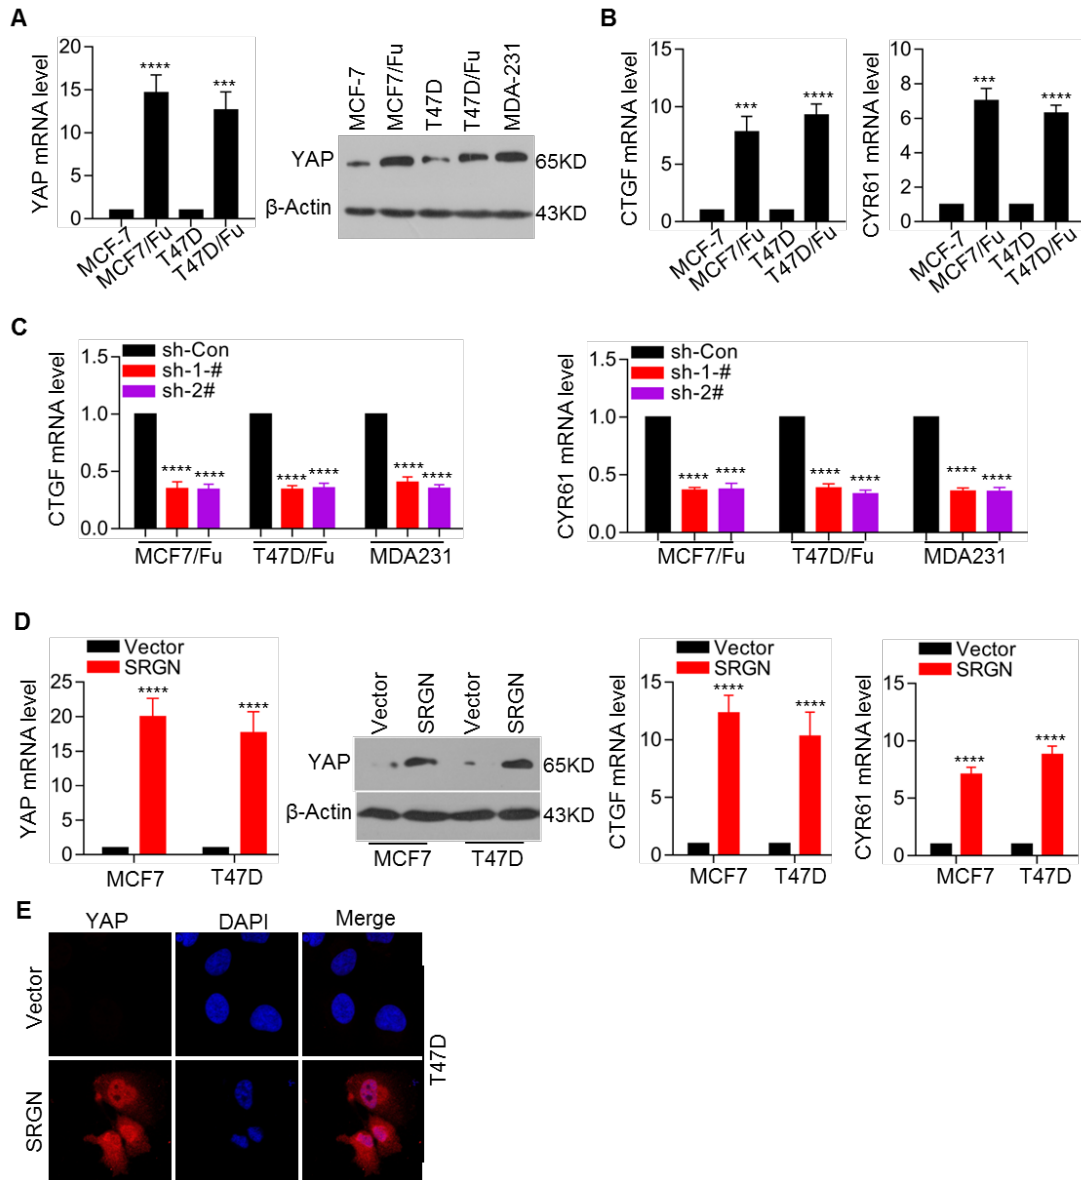 A
YAP mRNA level
20
15
10
5
0
****
***
MCF-7
MCF7/Fu
T47D
T47D/Fu
MCF-7
MCF7/Fu
T47D
T47D/Fu
MDA-231
YAP
65KD
β-Actin
43KD
B
CTGF mRNA level
15
10
5
0
***
****
MCF-7
MCF7/Fu
T47D
T47D/Fu
CYR61 mRNA level
10
8
6
4
2
0
***
****
MCF-7
MCF7/Fu
T47D
T47D/Fu
C
CTGF mRNA level
sh-Con
sh-1-#
sh-2#
1.5
1.0
0.5
0.0
**** **** **** **** **** ****
MCF7/Fu T47D/Fu MDA231
CYR61 mRNA level
sh-Con
sh-1-#
sh-2#
1.5
1.0
0.5
0.0
**** **** **** **** **** ****
MCF7/Fu T47D/Fu MDA231
D
YAP mRNA level
Vector
SRGN
25
20
15
10
5
0
**** ****
MCF7 T47D
Vector
SRGN
Vector
SRGN
YAP
65KD
β-Actin
43KD
MCF7 T47D
CTGF mRNA level
Vector
SRGN
15
10
5
0
**** ****
MCF7 T47D
CYR61 mRNA level
Vector
SRGN
15
10
5
0
**** ****
MCF7 T47D
E
YAP DAPI Merge
Vector
SRGN
T47D